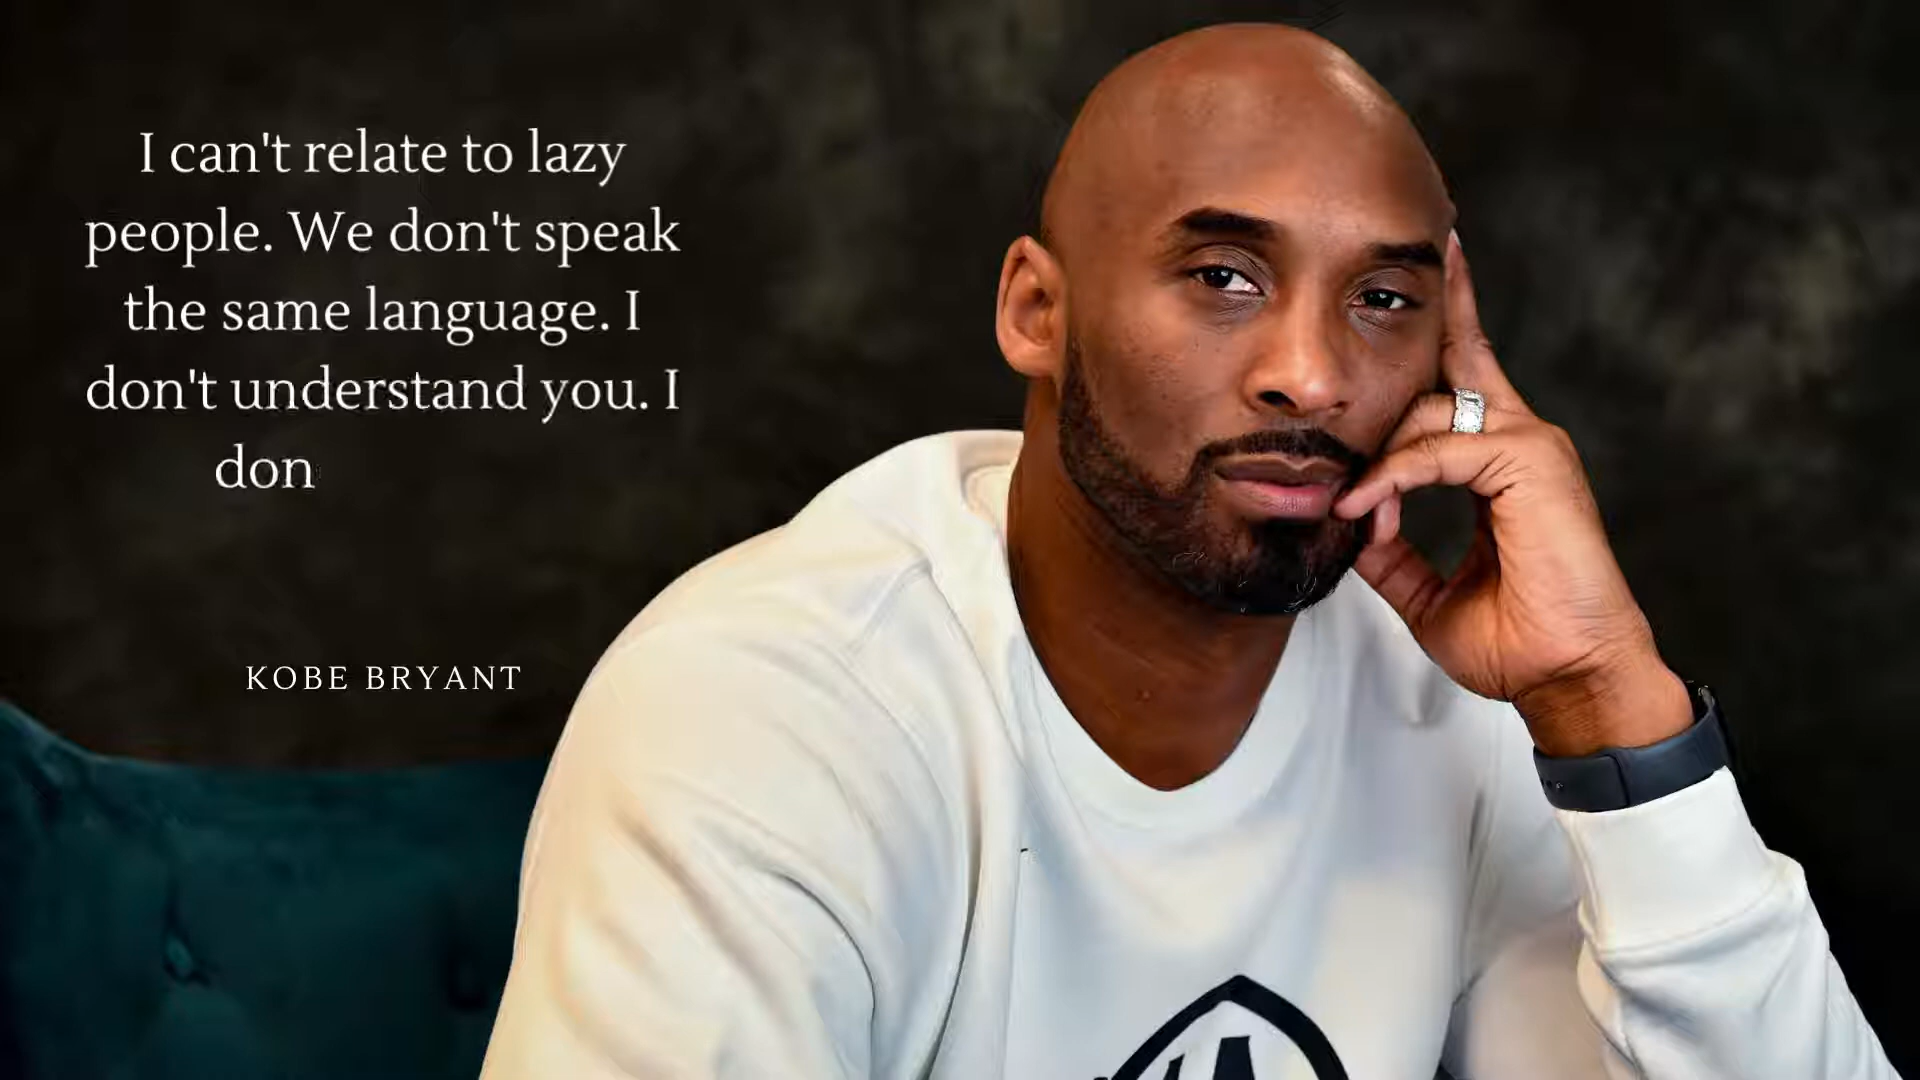 I can't relate to lazy
people. We don't speak
the same language. I
don't understand you. I
don
KOBE BRYANT